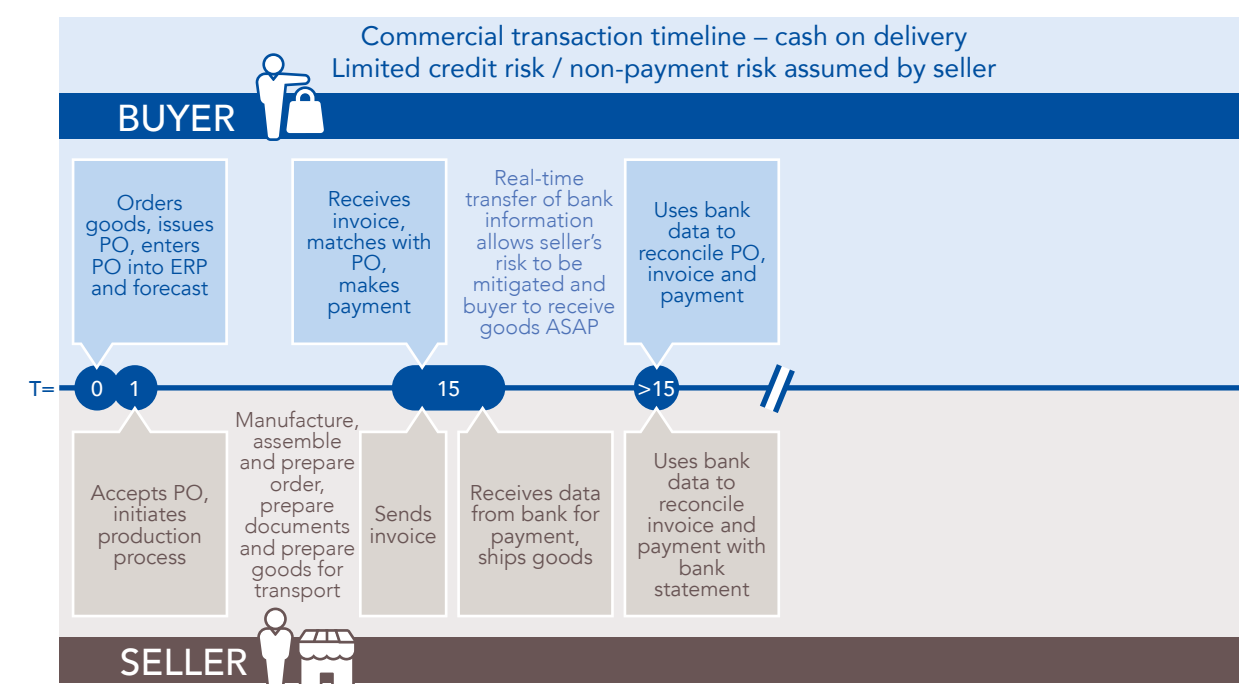 Commercial transaction timeline – cash on delivery
Limited credit risk / non-payment risk assumed by seller
BUYER
Orders
goods, issues
PO, enters
PO into ERP
and forecast
Receives
invoice,
matches with
PO,
makes
payment
Real-time
transfer of bank
information
allows seller’s
risk to be
mitigated and
buyer to receive
goods ASAP
Uses bank
data to
reconcile PO,
invoice and
payment
T=
0
1
15
>15
Accepts PO,
initiates
production
process
Manufacture,
assemble
and prepare
order,
prepare
documents
and prepare
goods for
transport
Sends
invoice
Receives data
from bank for
payment,
ships goods
Uses bank
data to
reconcile
invoice and
payment with
bank
statement
SELLER